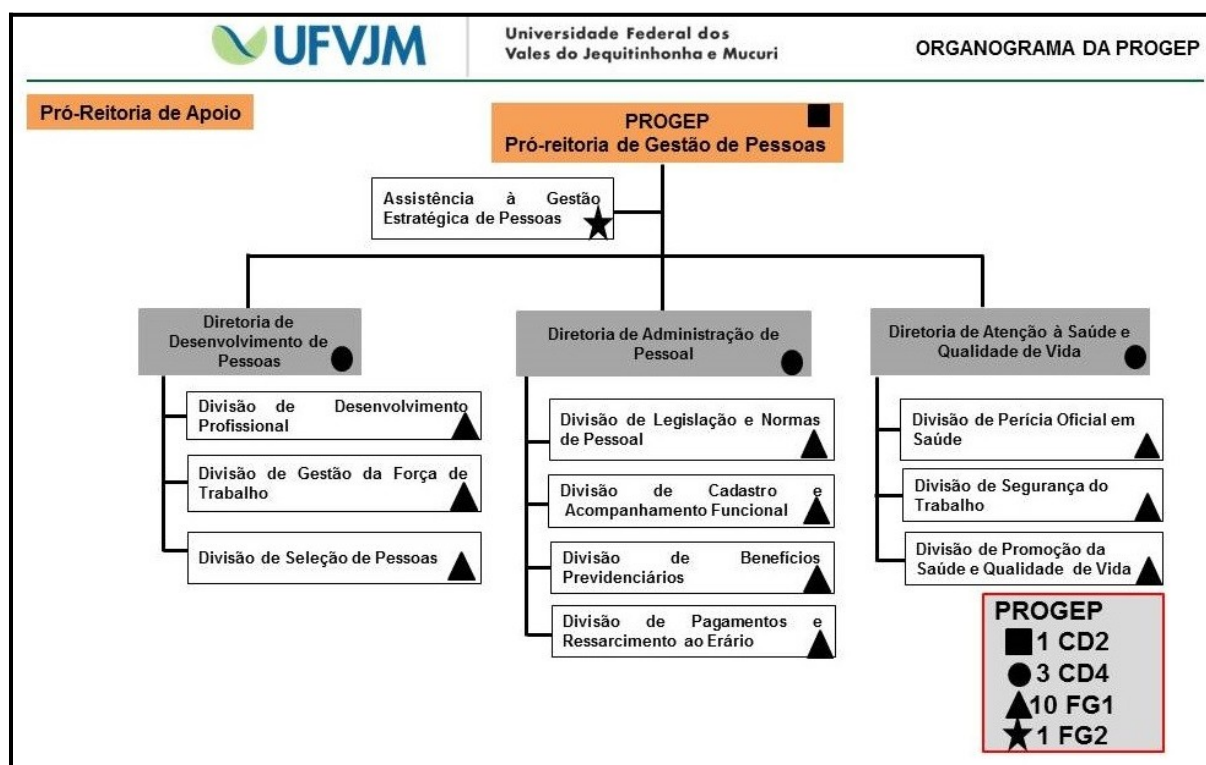 UFVJM
Universidade Federal dos
Vales do Jequitinhonha e Mucuri
ORGANOGRAMA DA PROGEP
Pró-Reitoria de Apoio
PROGEP
Pró-reitoria de Gestão de Pessoas
Assistência à Gestão
Estratégica de Pessoas
Diretoria de
Desenvolvimento de
Pessoas
Divisão de Desenvolvimento
Profissional
Divisão de Gestão da Força de
Trabalho
Divisão de Seleção de Pessoas
Diretoria de Administração de
Pessoal
Divisão de Legislação e Normas
de Pessoal
Divisão de Cadastro e
Acompanhamento Funcional
Divisão de Benefícios
Previdenciários
Divisão de Pagamentos e
Ressarcimento ao Erário
Diretoria de Atenção à Saúde e
Qualidade de Vida
Divisão de Perícia Oficial em
Saúde
Divisão de Segurança do
Trabalho
Divisão de Promoção da
Saúde e Qualidade de Vida
PROGEP
1 CD2
3 CD4
10 FG1
1 FG2